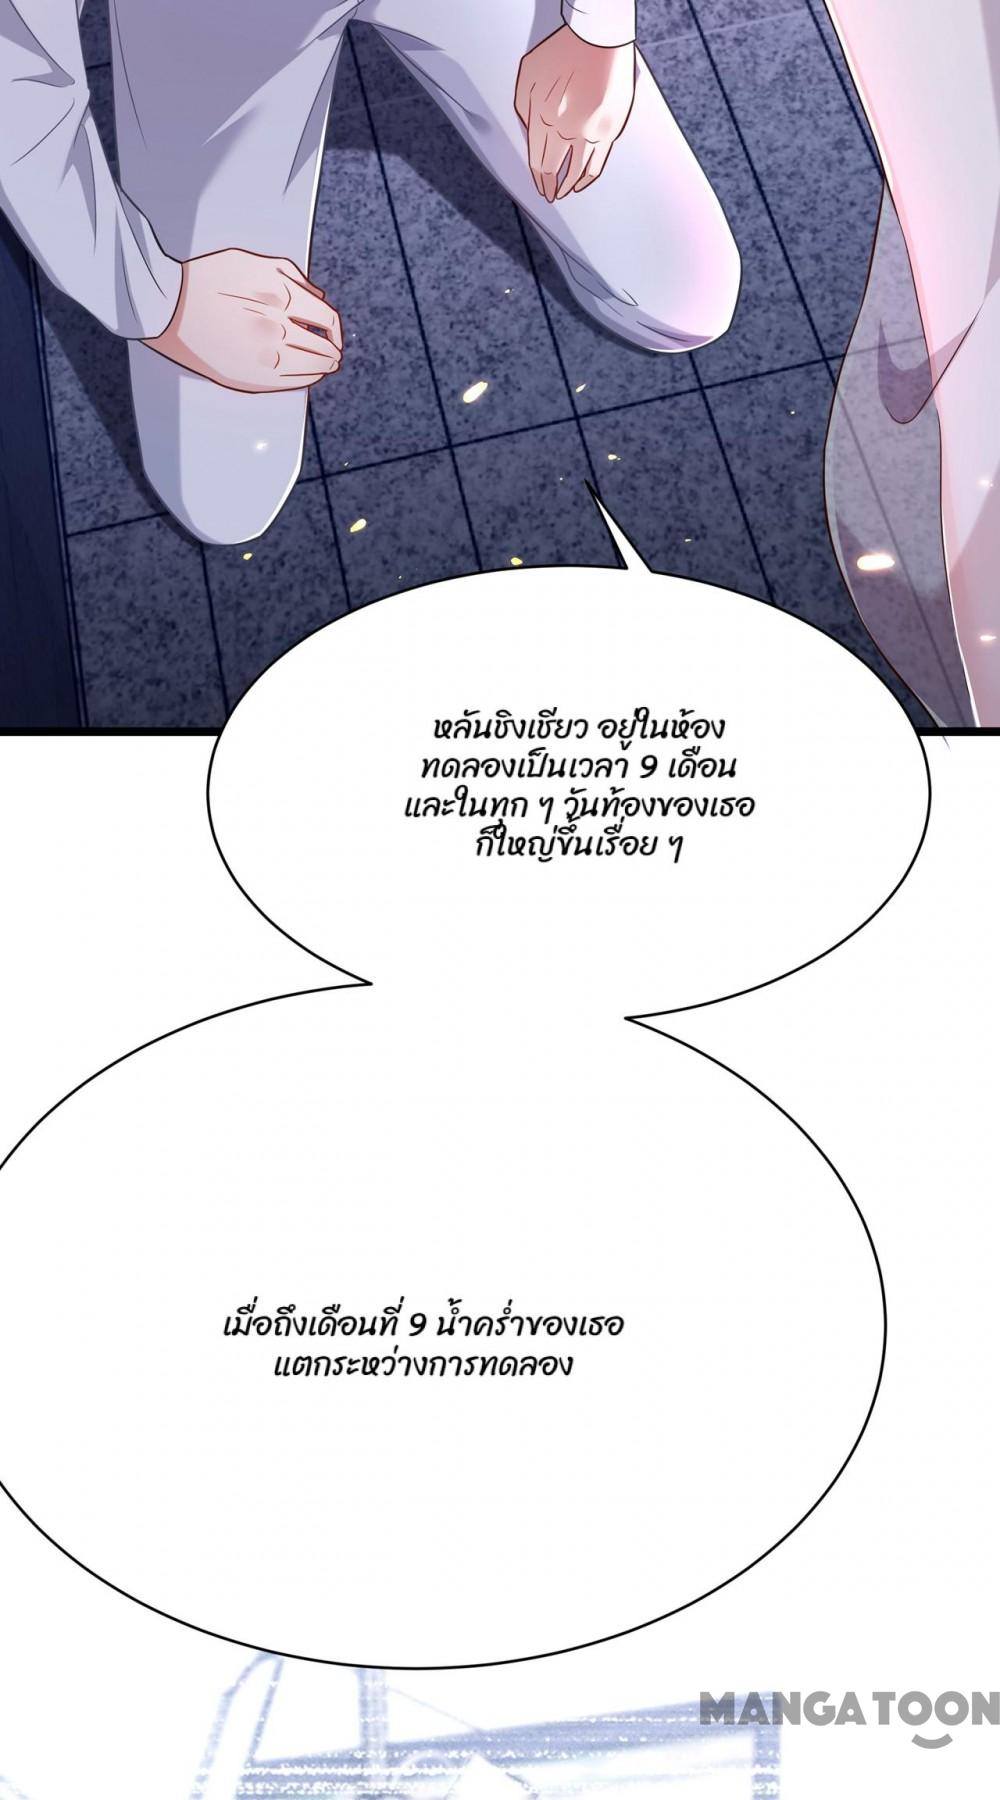 หลันชิงเชียว อยู่ในห้อง
ทดลองเป็นเวลา 9 เดือน
และในทุก ๆ วันท้องของเธอ
ก็ใหญ่ขึ้นเรื่อย ๆ
เมื่อถึงเดือนที่ 9 น้ำคร่ำของเธอ
แตกระหว่างการทดลอง
MANGATOON